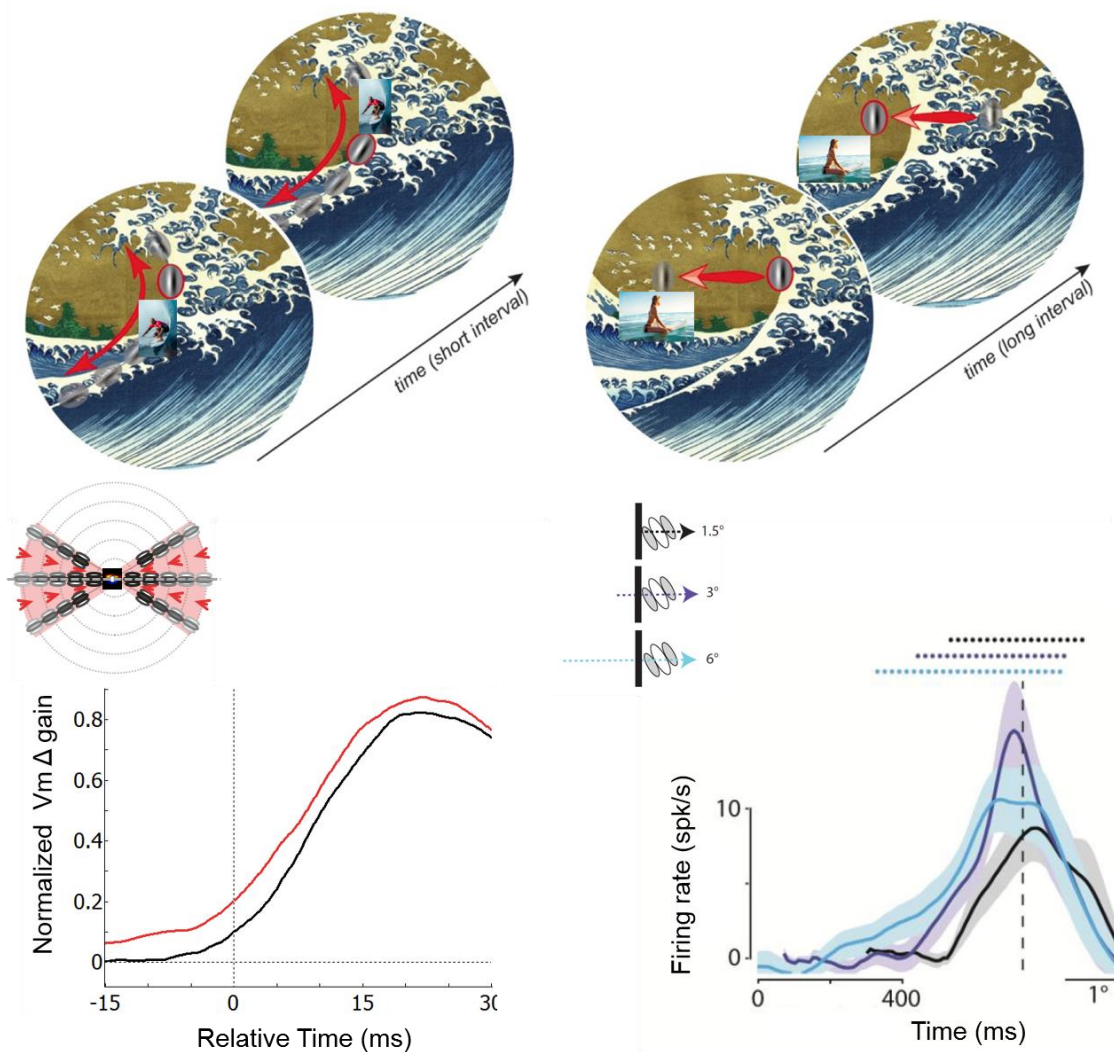 time (short interval)
time (long interval)
1.5°
3°
6°
Normalized Vm Δ gain
0.8
0.6
0.4
0.2
0
-15
0
15
30
Relative Time (ms)
Firing rate (spk/s)
10
0
0
400
1°
Time (ms)